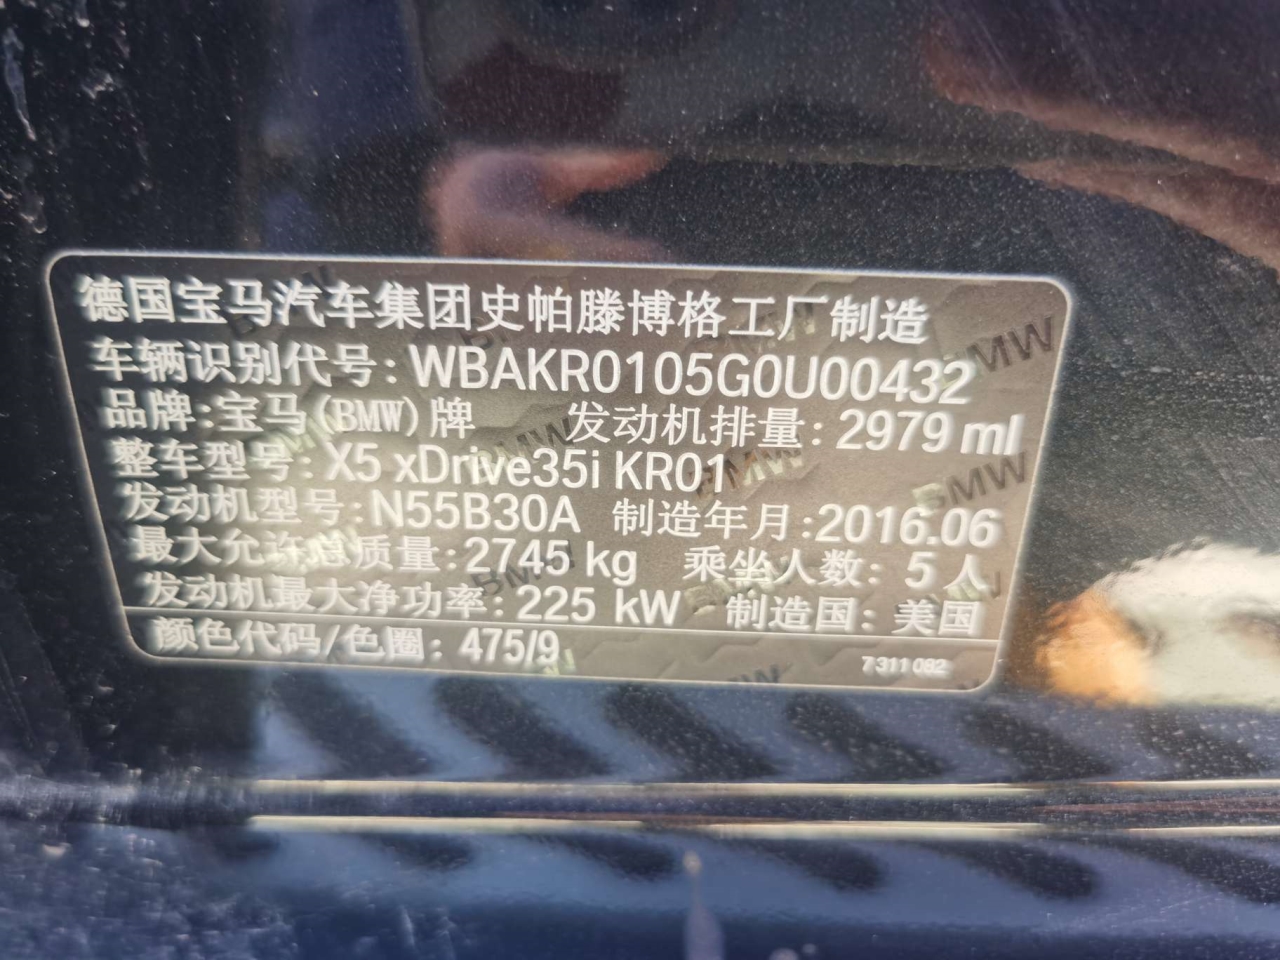 德国宝马汽车集团史帕滕博格工厂制造
车辆识别代号: WBAKR0105G0U00432
品牌: 宝马(BMW)牌 发动机排量: 2979 ml
整车型号: X5 xDrive35i KR01
发动机型号: N55B30A 制造年月: 2016.06
最大允许总质量: 2745 kg 乘坐人数: 5 人
发动机最大净功率: 225 kW 制造国: 美国
颜色代码/色圈: 475/9 7 311 082